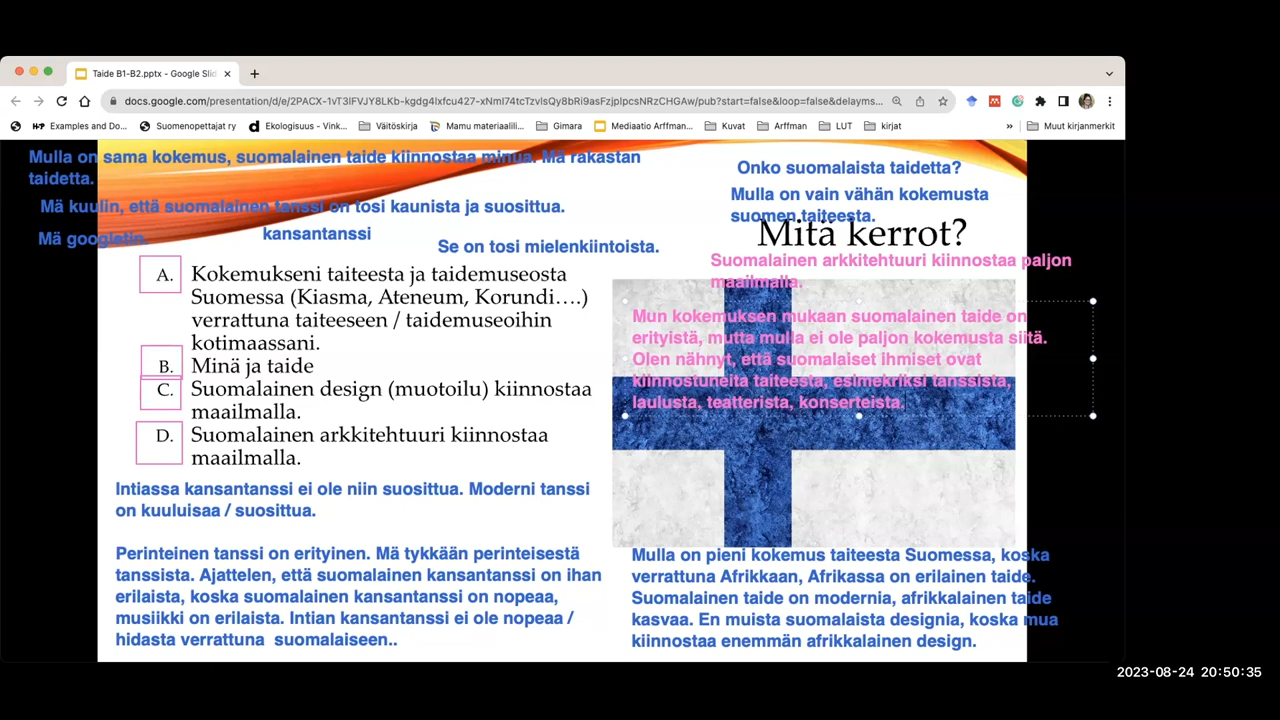 Taide B1-B2.pptx - Google Slid
docs.google.com/presentation/d/e/2PACX-1vT3lFVJY8LKb-kgdg4lxfcu427-xNml74tcTzvlsQy8bRi9asFzjplpcsNRzCHGAw/pub?start=false&loop=false&delayms...
Examples and Do...
Suomenopettajat ry
Ekologisuus - Vink...
Väitöskirja
Mamu materiaalili...
Gimara
Mediaatio Arffman...
Kuvat
Arffman
LUT
kirjat
»
Muut kirjanmerkit
Mulla on sama kokemus, suomalainen taide kiinnostaa minua. Mä rakastan
taidetta.
Mä kuulin, että suomalainen tanssi on tosi kaunista ja suosittua.
Mä googletin.
kansantanssi
Se on tosi mielenkiintoista.
Onko suomalaista taidetta?
Mulla on vain vähän kokemusta
suomen taiteesta.
Mitä kerrot?
Suomalainen arkkitehtuuri kiinnostaa paljon
maailmalla.
A. Kokemukseni taiteesta ja taidemuseosta
Suomessa (Kiasma, Ateneum, Korundi….)
verrattuna taiteeseen / taidemuseoihin
kotimaassani.
B. Minä ja taide
C. Suomalainen design (muotoilu) kiinnostaa
maailmalla.
D. Suomalainen arkkitehtuuri kiinnostaa
maailmalla.
Mun kokemuksen mukaan suomalainen taide on
erityistä, mutta mulla ei ole paljon kokemusta siitä.
Olen nähnyt, että suomalaiset ihmiset ovat
kiinnostuneita taiteesta, esimekriksi tanssista,
laulusta, teatterista, konserteista.
Intiassa kansantanssi ei ole niin suosittua. Moderni tanssi
on kuuluisaa / suosittua.
Perinteinen tanssi on erityinen. Mä tykkään perinteisestä
tanssista. Ajattelen, että suomalainen kansantanssi on ihan
erilaista, koska suomalainen kansantanssi on nopeaa,
musiikki on erilaista. Intian kansantanssi ei ole nopeaa /
hidasta verrattuna suomalaiseen..
Mulla on pieni kokemus taiteesta Suomessa, koska
verrattuna Afrikkaan, Afrikassa on erilainen taide.
Suomalainen taide on modernia, afrikkalainen taide
kasvaa. En muista suomalaista designia, koska mua
kiinnostaa enemmän afrikkalainen design.
2023-08-24 20:50:35